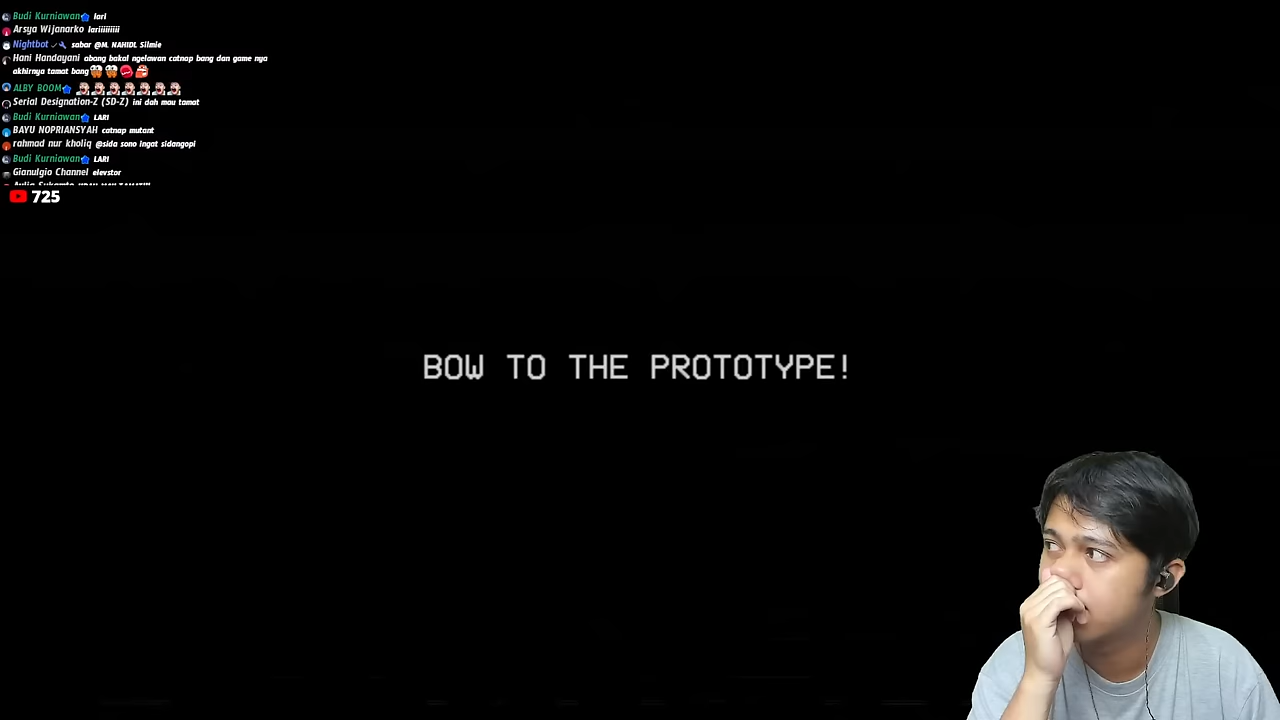 Budi Kurniawan lari
Arsya Wijanarko lariiiiiiiii
Nightbot sabar @M. NAHIDL Silmie
Hani Handayani abang bakal ngelawan catnap bang dan game nya
akhirnya tamat bang
ALBY BOOM
Serial Designation-Z (SD-Z) ini dah mau tamat
Budi Kurniawan LARI
BAYU NOPRIANSYAH catnap mutant
rahmad nur kholiq @sida sono ingat sidangopi
Budi Kurniawan LARI
Gianulgio Channel elevstor
725
BOW TO THE PROTOTYPE!